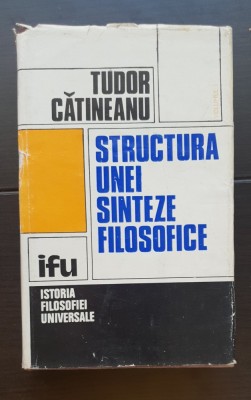 TUDOR
CĂTINEANU
STRUCTURA
UNEI
SINTEZE
FILOSOFICE
ifu
ISTORIA
FILOSOFIEI
UNIVERSALE